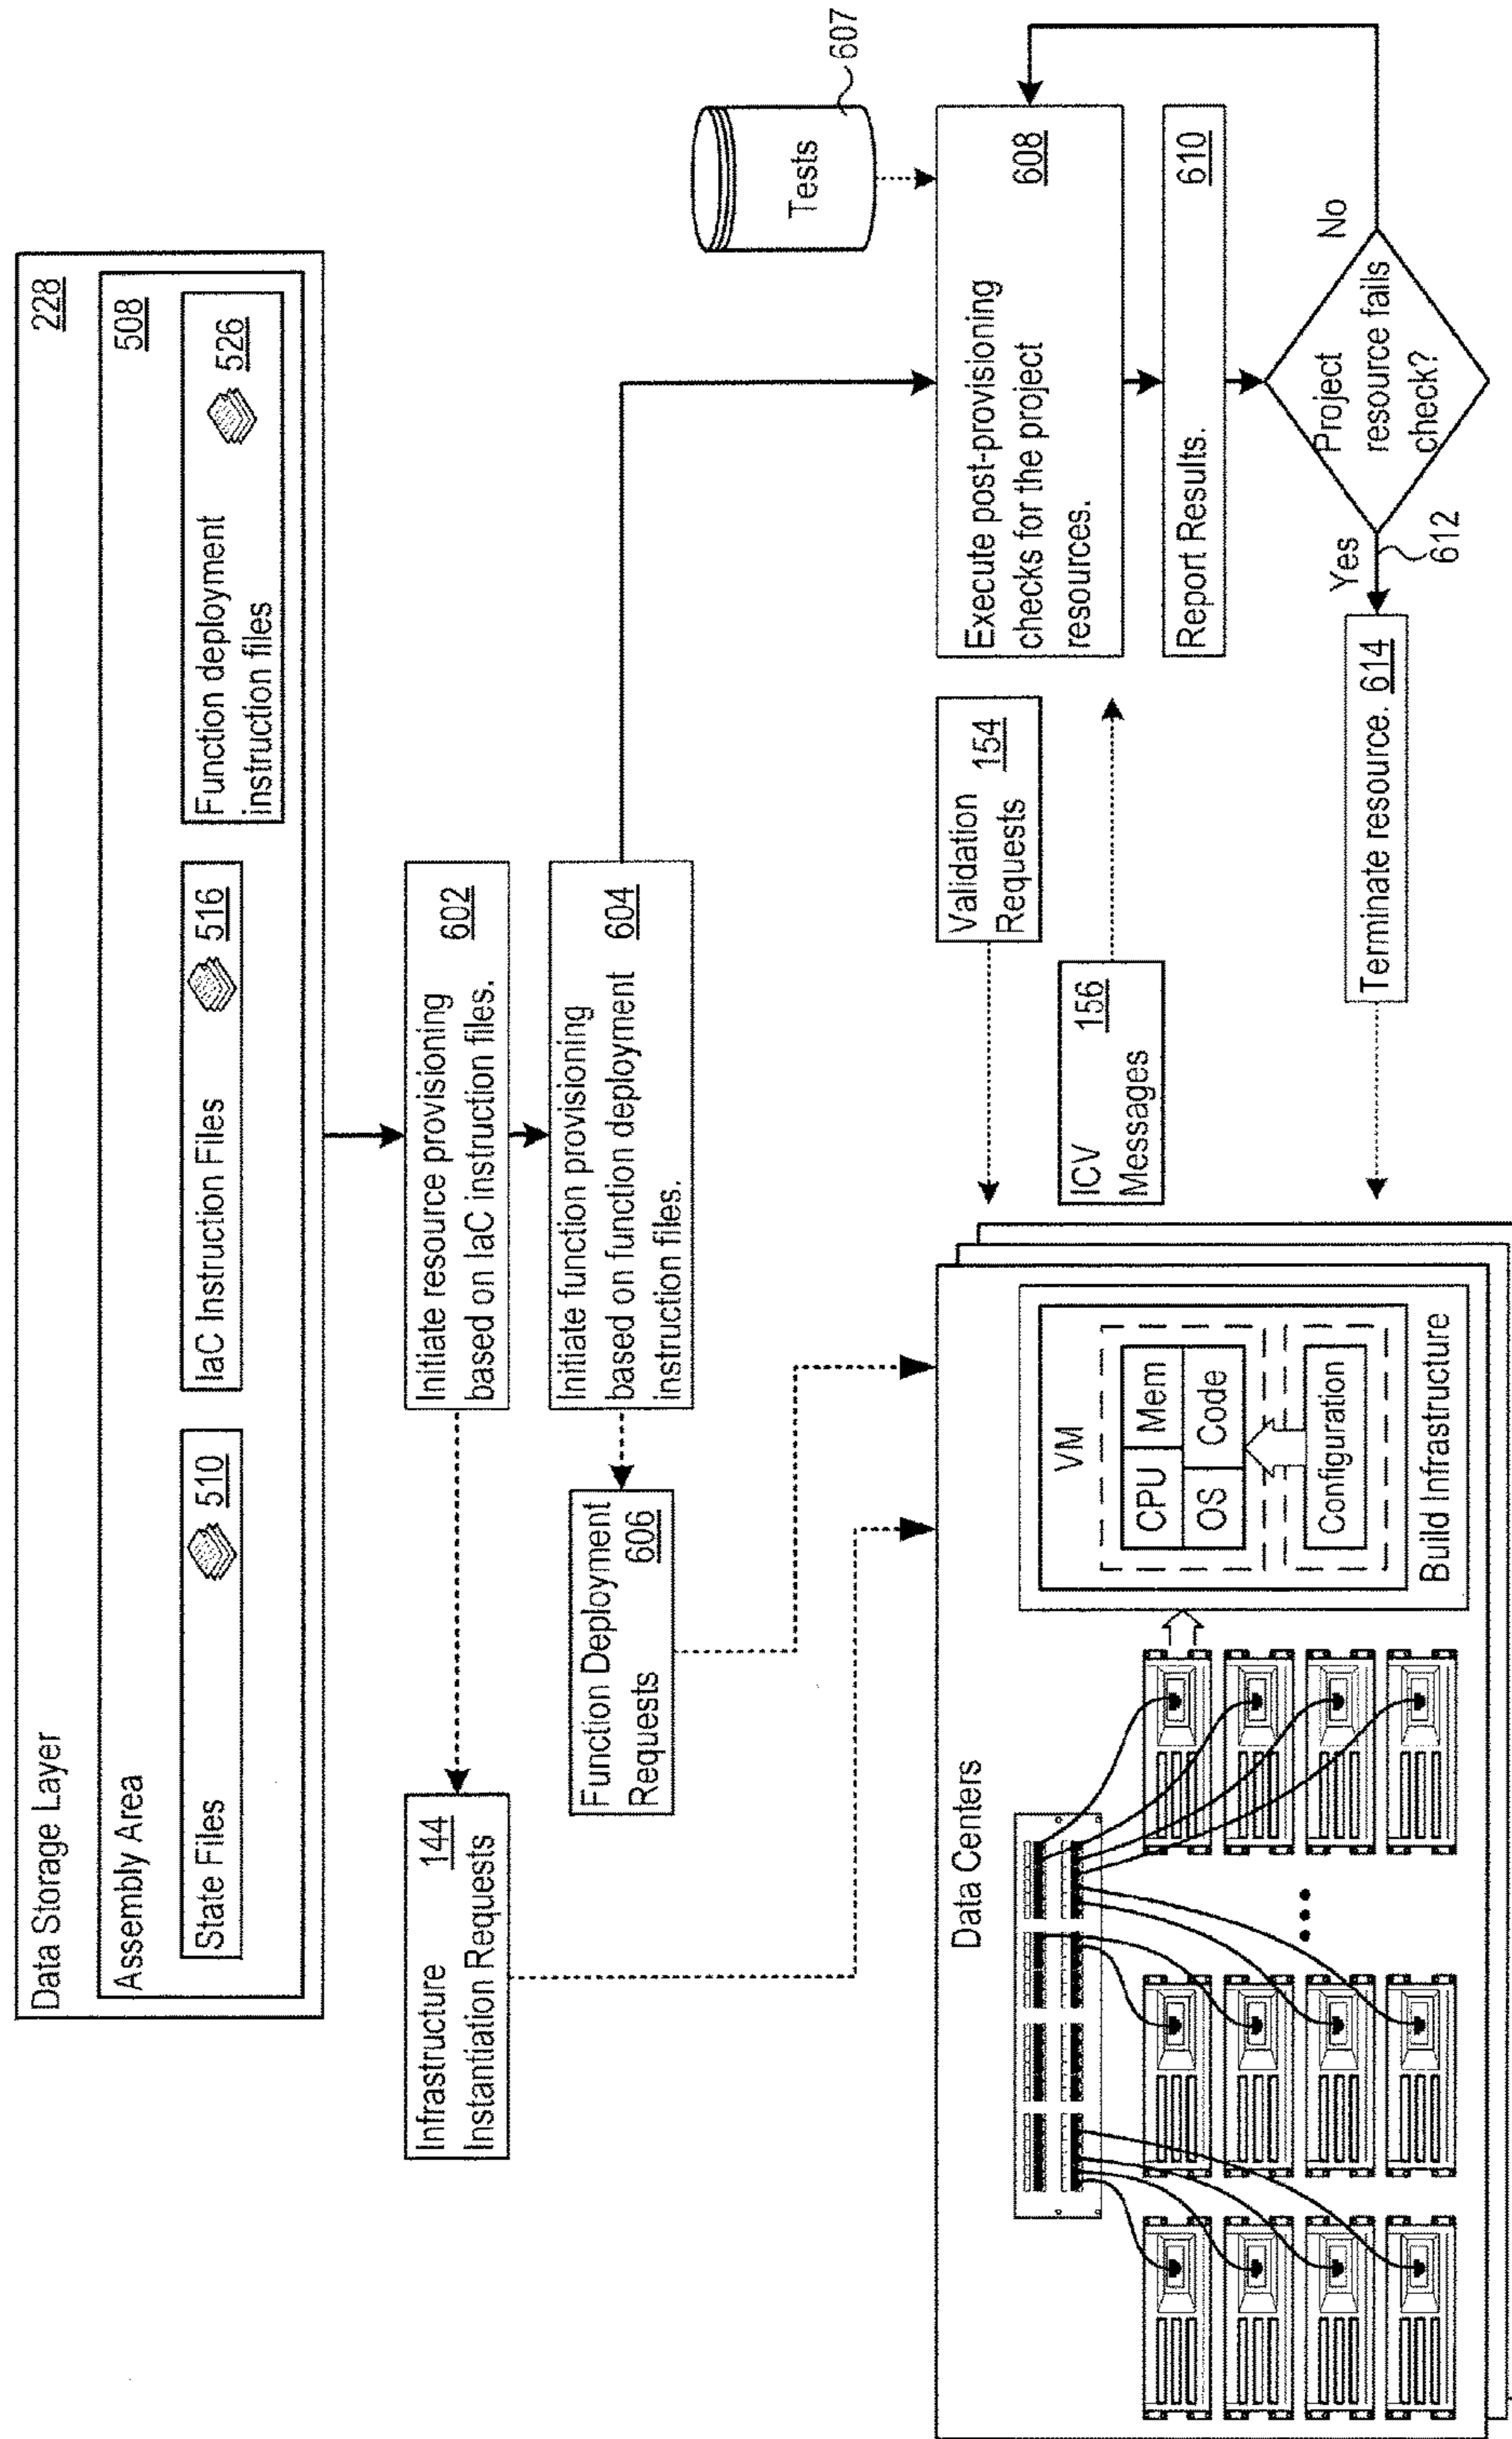 Data Storage Layer
228
Assembly Area
508
State Files
510
IaC Instruction Files
516
Function deployment
526
instruction files
Initiate resource provisioning
602
based on IaC instruction files.
Initiate function provisioning
based on function deployment
604
instruction files.
Infrastructure
144
Instantiation Requests
Function Deployment
Requests
606
Tests
607
Execute post-provisioning
608
checks for the project
resources.
Report Results.
610
Project
resource fails
check?
No
Yes
612
Terminate resource.
614
Validation
154
Requests
ICV
156
Messages
Data Centers
VM
CPU
Mem
OS
Code
Configuration
Build Infrastructure